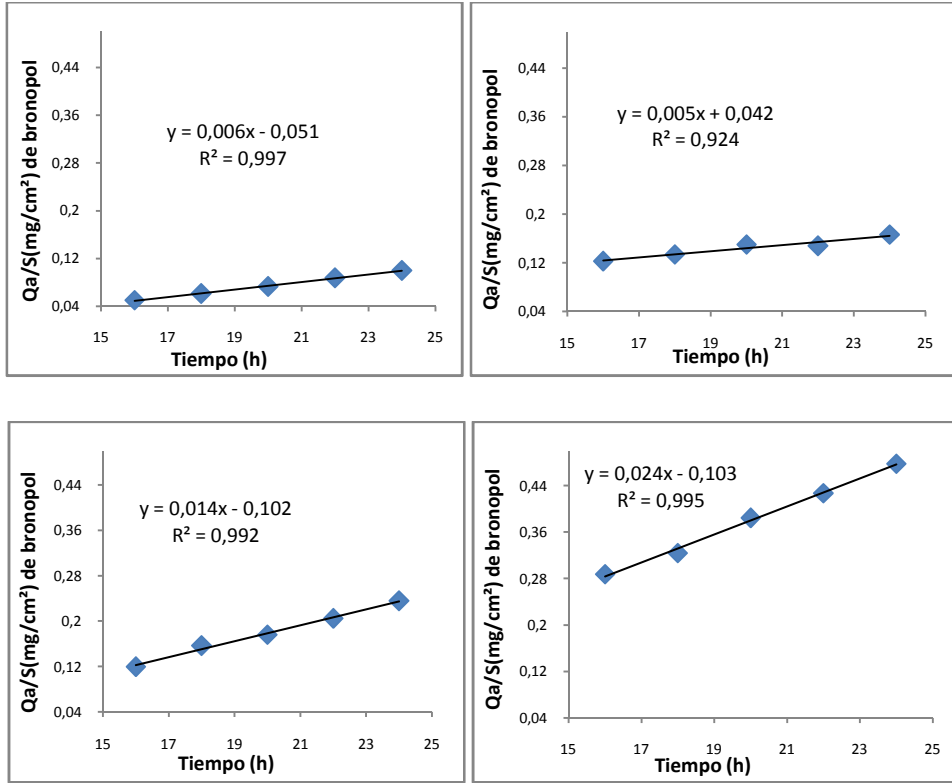 Qa/S(mg/cm²) de bronopol
0,44
0,36
0,28
0,2
0,12
0,04
y = 0,006x - 0,051
R² = 0,997
15 17 19 21 23 25
Tiempo (h)
Qa/S(mg/cm²) de bronopol
0,44
0,36
0,28
0,2
0,12
0,04
y = 0,005x + 0,042
R² = 0,924
15 17 19 21 23 25
Tiempo (h)
Qa/S(mg/cm²) de bronopol
0,44
0,36
0,28
0,2
0,12
0,04
y = 0,014x - 0,102
R² = 0,992
15 17 19 21 23 25
Tiempo (h)
Qa/S(mg/cm²) de bronopol
0,44
0,36
0,28
0,2
0,12
0,04
y = 0,024x - 0,103
R² = 0,995
15 17 19 21 23 25
Tiempo (h)